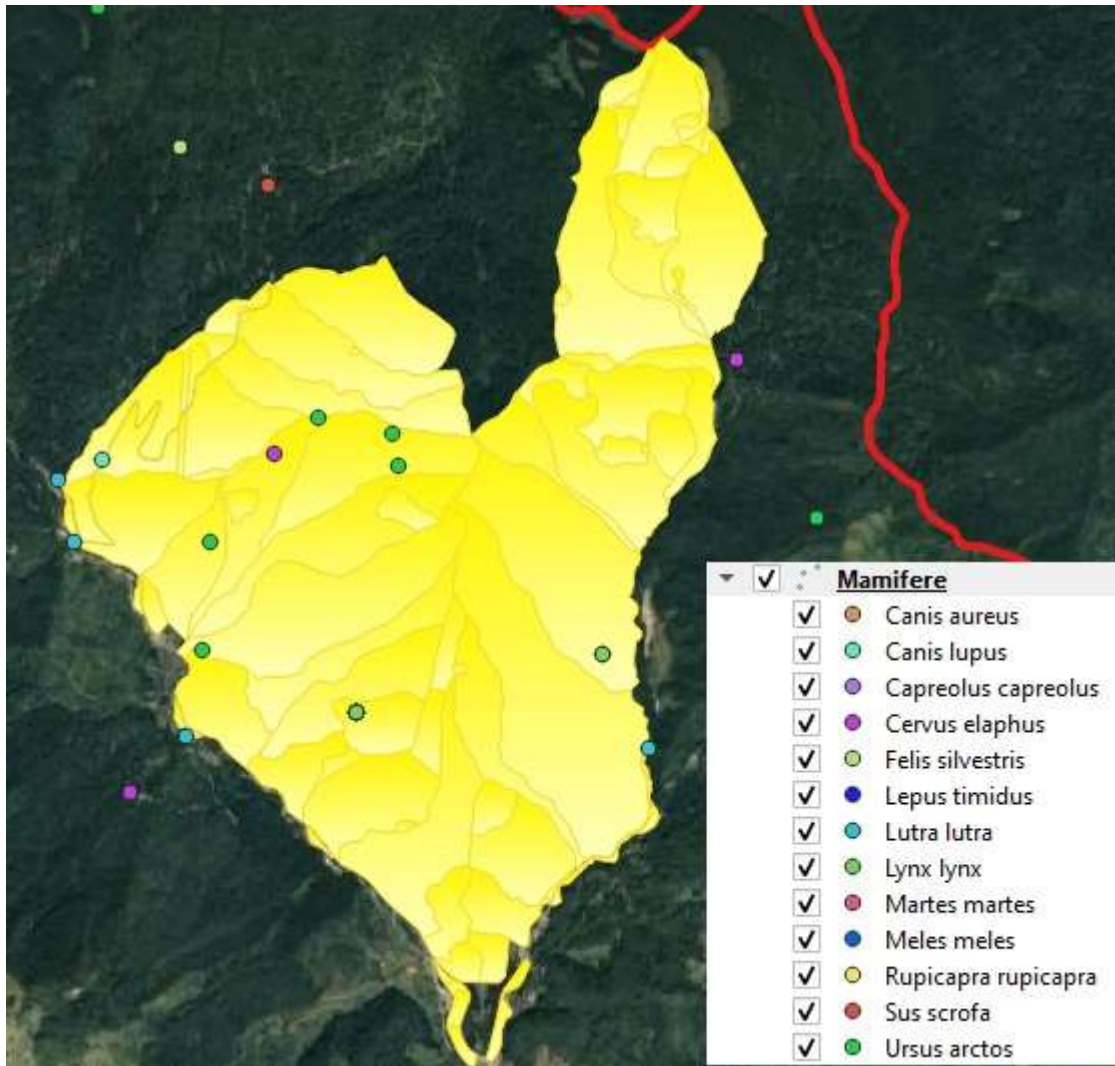 Mamifere
Canis aureus
Canis lupus
Capreolus capreolus
Cervus elaphus
Felis silvestris
Lepus timidus
Lutra lutra
Lynx lynx
Martes martes
Meles meles
Rupicapra rupicapra
Sus scrofa
Ursus arctos